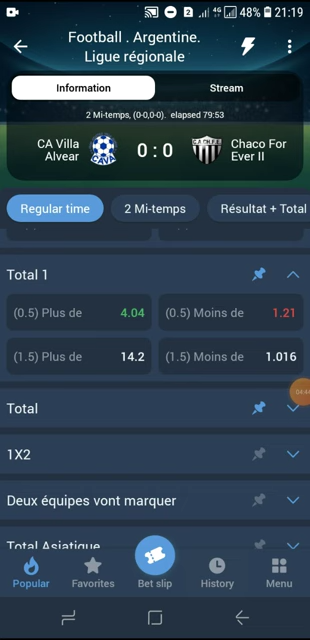 48% 21:19
Football . Argentine.
Ligue régionale
Information
Stream
2 Mi-temps, (0-0,0-0). elapsed 79:53
CA Villa
Alvear
CAVA
0 : 0
Chaco For
Ever II
Regular time
2 Mi-temps
Résultat + Total
Total 1
(0.5) Plus de 4.04
(0.5) Moins de 1.21
(1.5) Plus de 14.2
(1.5) Moins de 1.016
Total
1X2
Deux équipes vont marquer
Total Asiatique
Popular
Favorites
Bet slip
History
Menu